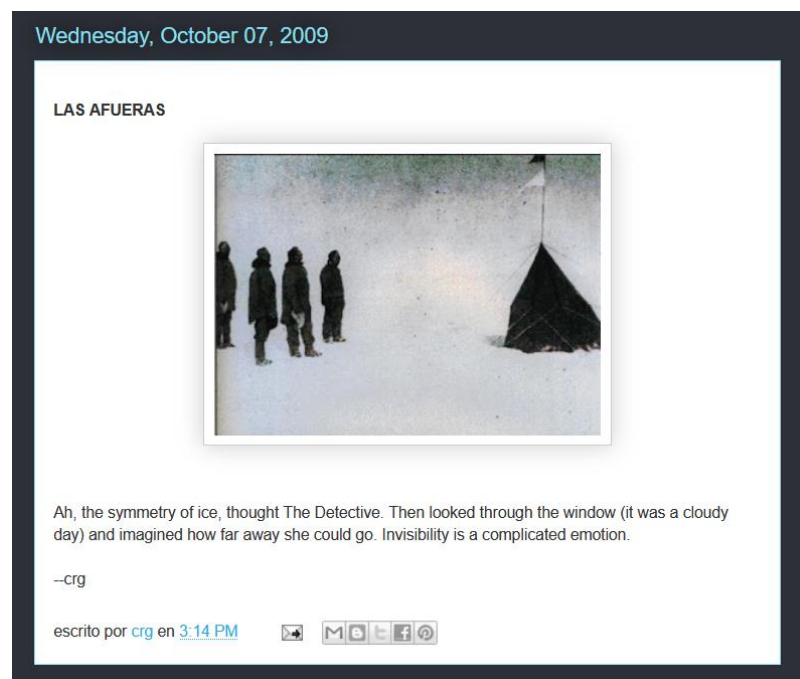 Wednesday, October 07, 2009
LAS AFUERAS
Ah, the symmetry of ice, thought The Detective. Then looked through the window (it was a cloudy
day) and imagined how far away she could go. Invisibility is a complicated emotion.
--crg
escrito por crg en 3:14 PM